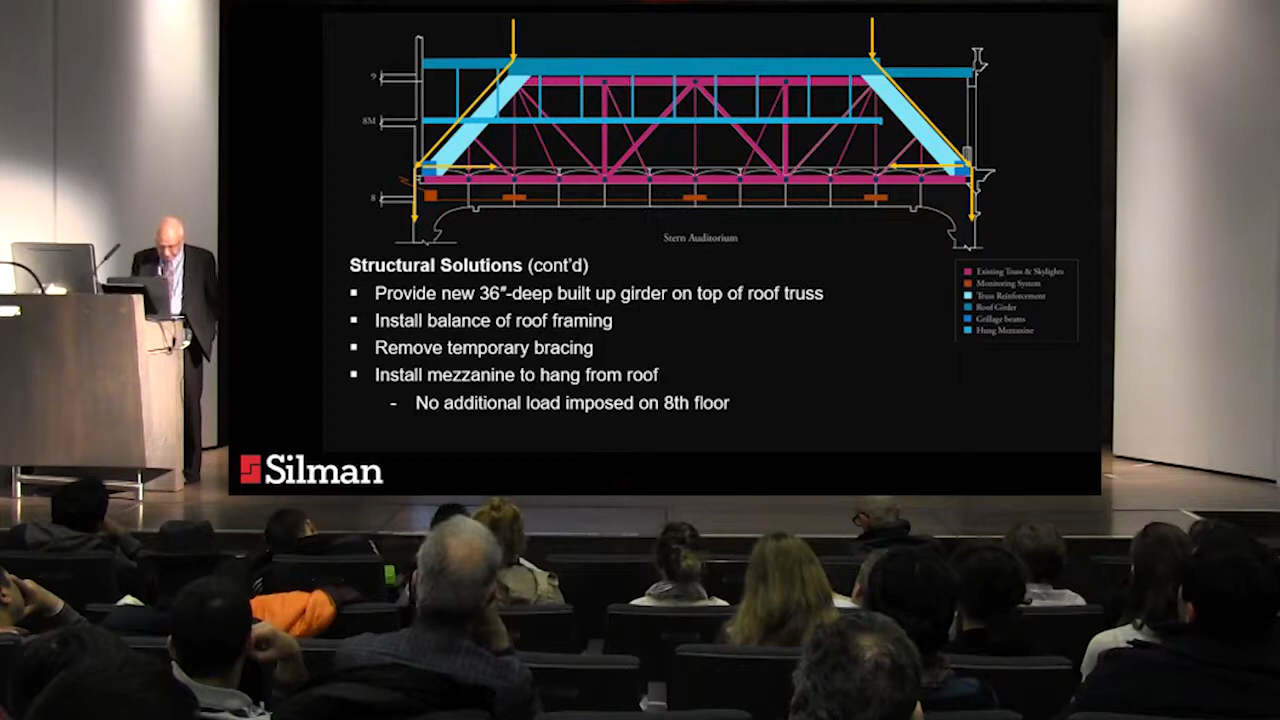 9
8M
8
Stern Auditorium
Structural Solutions (cont'd)
▪ Provide new 36″-deep built up girder on top of roof truss
▪ Install balance of roof framing
▪ Remove temporary bracing
▪ Install mezzanine to hang from roof
- No additional load imposed on 8th floor
Existing Truss & Skylights
Monitoring System
Truss Reinforcement
Roof Girder
Grillage beams
Hung Mezzanine
Silman